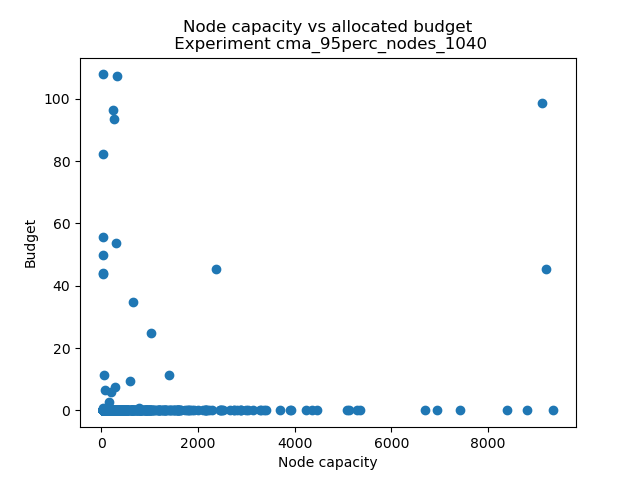 Node capacity vs allocated budget
Experiment cma_95perc_nodes_1040
100
80
60
40
20
0
Budget
0 2000 4000 6000 8000
Node capacity